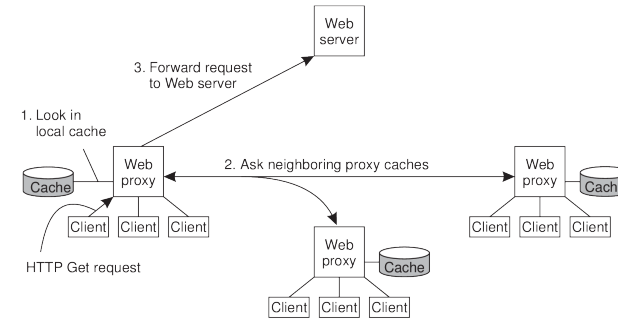 Web
server
3. Forward request
to Web server
1. Look in
local cache
Web
proxy
2. Ask neighboring proxy caches
Web
proxy
Cache
Cach
Client
Client
Client
Client
Client
Client
Web
proxy
HTTP Get request
Cache
Client
Client
Client